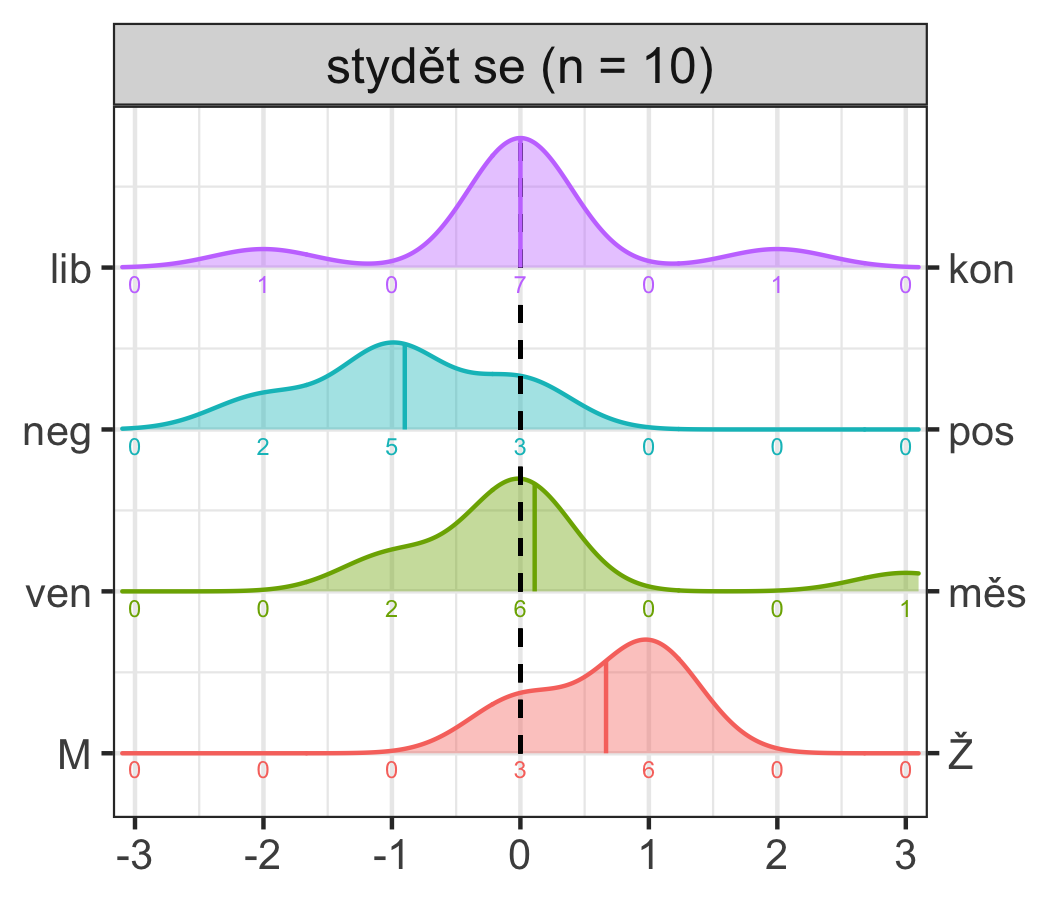 stydět se (n = 10)
lib kon
0 1 0 7 0 1 0
neg pos
0 2 5 3 0 0 0
ven měs
0 0 2 6 0 0 1
M Ž
0 0 0 3 6 0 0
-3 -2 -1 0 1 2 3